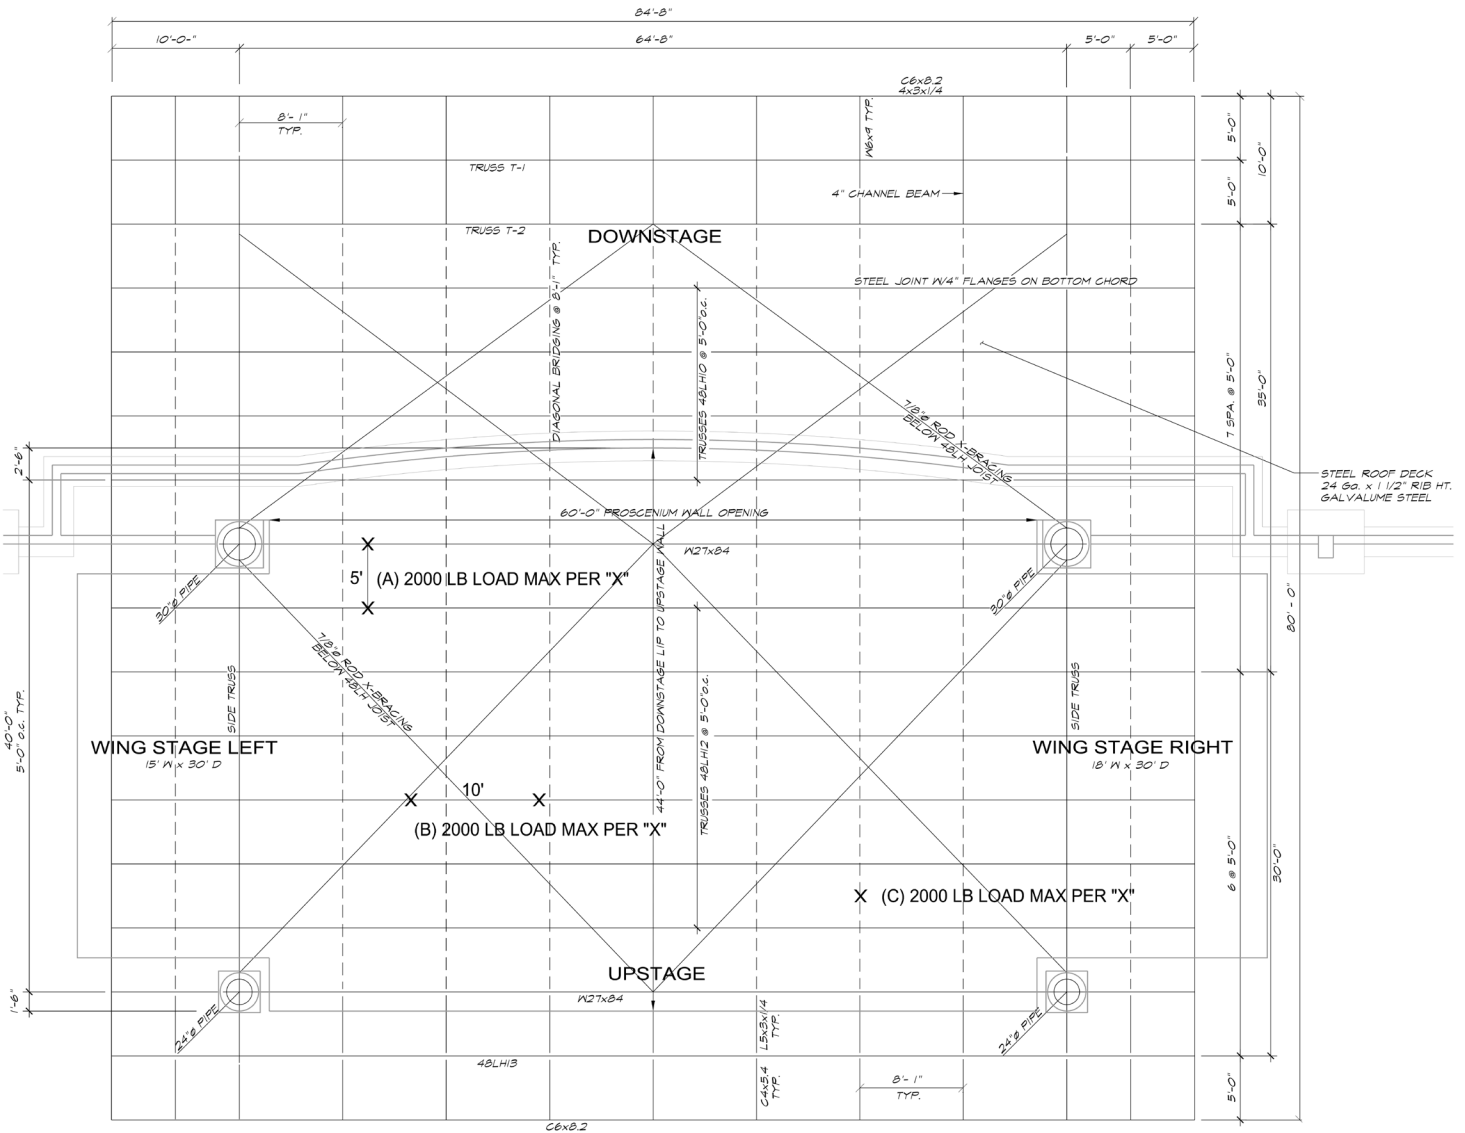 84'-8"
10'-0-"
64'-8"
5'-0"
5'-0"
C6x8.2
4x3x1/4
8'- 1"
TYP.
W6x9 TYP.
5'-0"
10'-0"
TRUSS T-1
4" CHANNEL BEAM
5'-0"
TRUSS T-2
DOWNSTAGE
DIAGONAL BRIDGING @ 8'-1" TYP.
STEEL JOINT W/4" FLANGES ON BOTTOM CHORD
TRUSSES 48LH10 @ 5'-0"o.c.
7 SPA. @ 5'-0"
35'-0"
7/8"ø ROD X-BRACING
BELOW 48LH JOIST
2'-6"
STEEL ROOF DECK
24 Ga. x 1 1/2" RIB HT.
GALVALUME STEEL
60'-0" PROSCENIUM WALL OPENING
W27x84
5'
(A) 2000 LB LOAD MAX PER "X"
30"ø PIPE
30"ø PIPE
80' - 0"
44'-0" FROM DOWNSTAGE LIP TO UPSTAGE WALL
7/8"ø ROD X-BRACING
BELOW 48LH JOIST
SIDE TRUSS
SIDE TRUSS
40'-0"
5'-0" o.c. TYP.
WING STAGE LEFT
15' W x 30' D
WING STAGE RIGHT
18' W x 30' D
TRUSSES 48LH12 @ 5'-0"o.c.
10'
(B) 2000 LB LOAD MAX PER "X"
6 @ 5'-0"
30'-0"
X (C) 2000 LB LOAD MAX PER "X"
UPSTAGE
W27x84
1'-6"
24"ø PIPE
24"ø PIPE
L5x3x1/4
TYP.
48LH13
C4x5.4
TYP.
8'- 1"
TYP.
5'-0"
C6x8.2